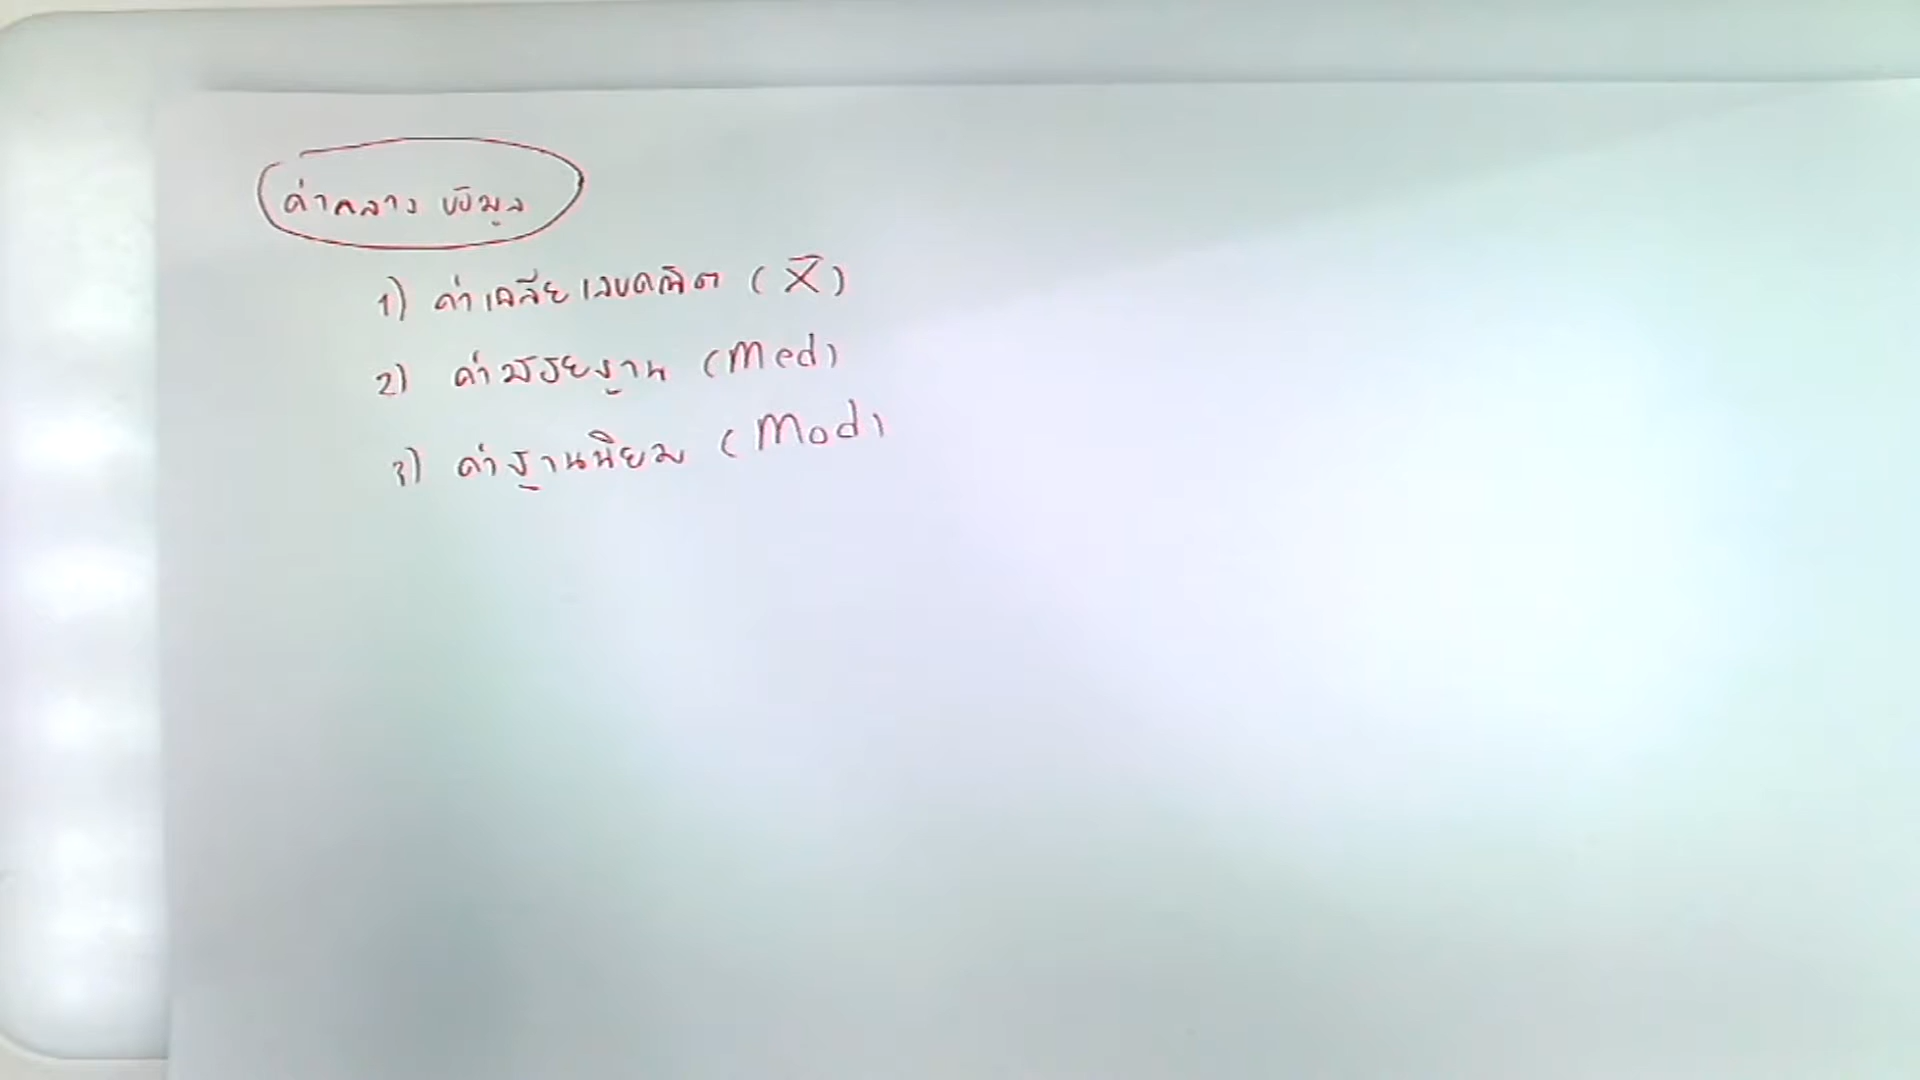 ค่ากลาง ข้อมูล
1) ค่าเฉลี่ยเลขคณิต (X̄)
2) ค่ามัธยฐาน (Med)
3) ค่าฐานนิยม (Mod)